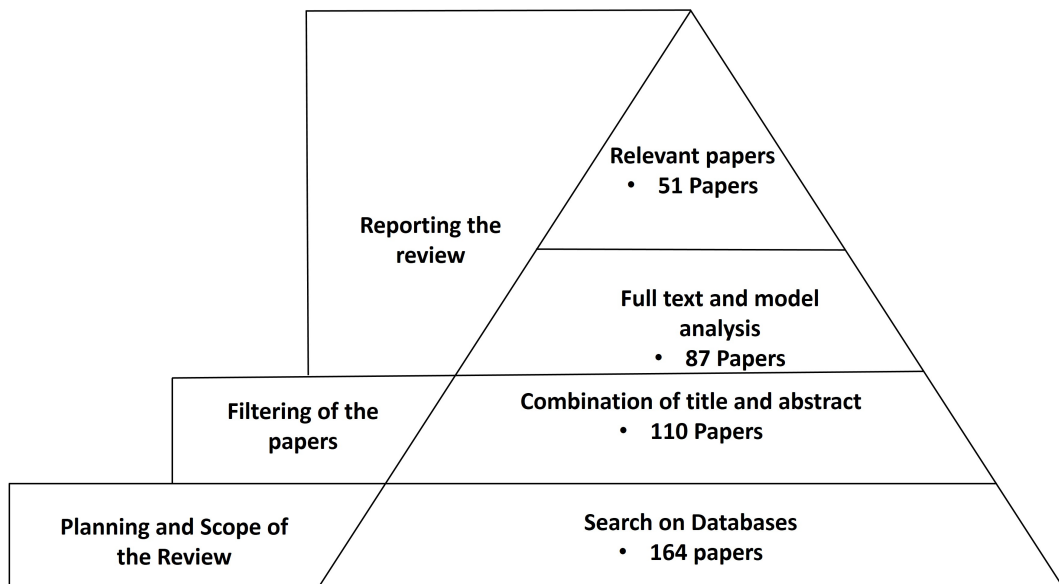 Relevant papers
• 51 Papers
Reporting the
review
Full text and model
analysis
• 87 Papers
Filtering of the
papers
Combination of title and abstract
• 110 Papers
Planning and Scope of
the Review
Search on Databases
• 164 papers